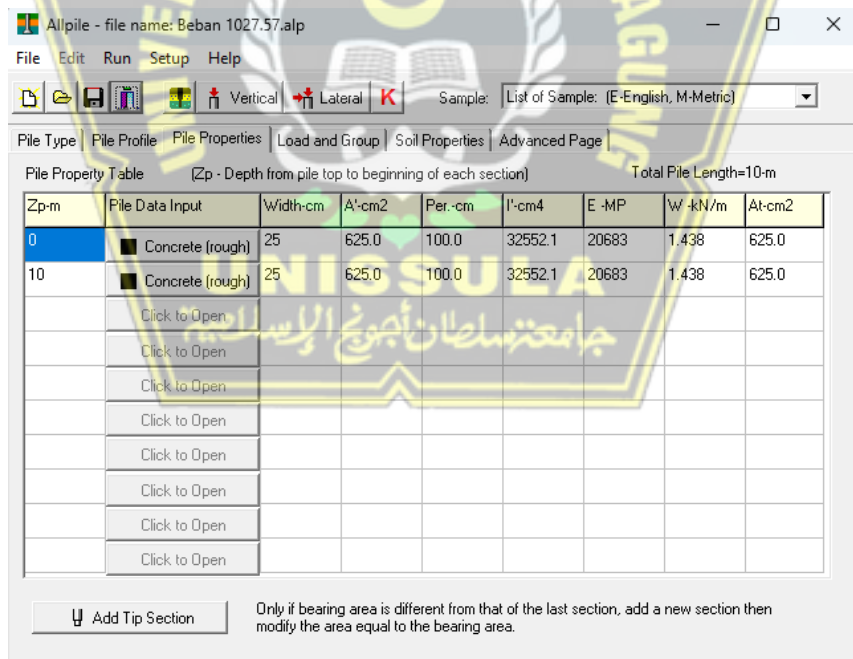 Allpile - file name: Beban 1027.57.alp
File Edit Run Setup Help
Vertical Lateral K Sample: List of Sample: (E-English, M-Metric)
Pile Type Pile Profile Pile Properties Load and Group Soil Properties Advanced Page
Pile Property Table (Zp - Depth from pile top to beginning of each section) Total Pile Length=10-m
Zp-m Pile Data Input Width-cm A'-cm2 Per.-cm I'-cm4 E -MP W -kN/m At-cm2
0 Concrete (rough) 25 625.0 100.0 32552.1 20683 1.438 625.0
10 Concrete (rough) 25 625.0 100.0 32552.1 20683 1.438 625.0
Click to Open
Click to Open
Click to Open
Click to Open
Click to Open
Click to Open
Click to Open
Click to Open
Add Tip Section
Only if bearing area is different from that of the last section, add a new section then
modify the area equal to the bearing area.
UNISSULA
جامعتسلطان أجونج الإسلامية